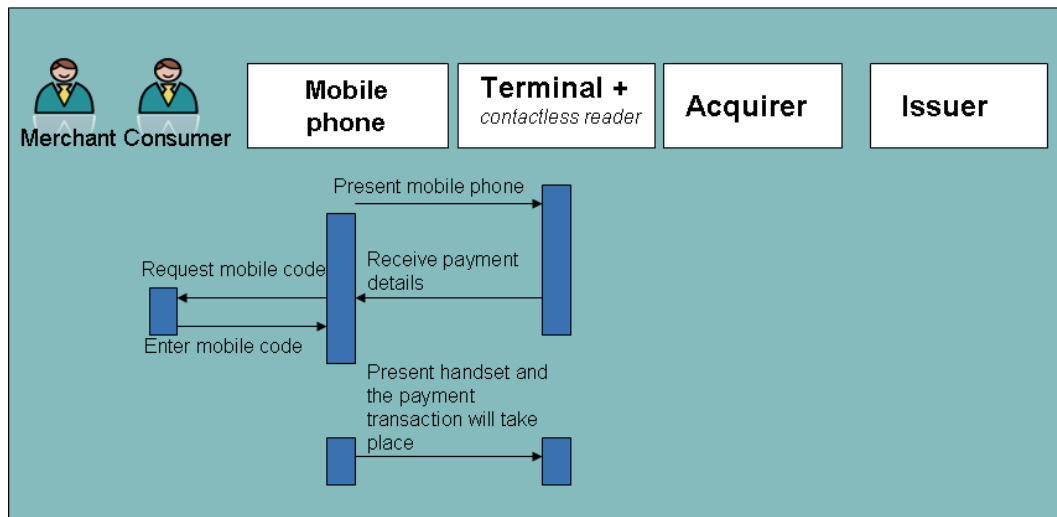 Merchant
Consumer
Mobile
phone
Terminal +
contactless reader
Acquirer
Issuer
Present mobile phone
Receive payment
details
Request mobile code
Enter mobile code
Present handset and
the payment
transaction will take
place